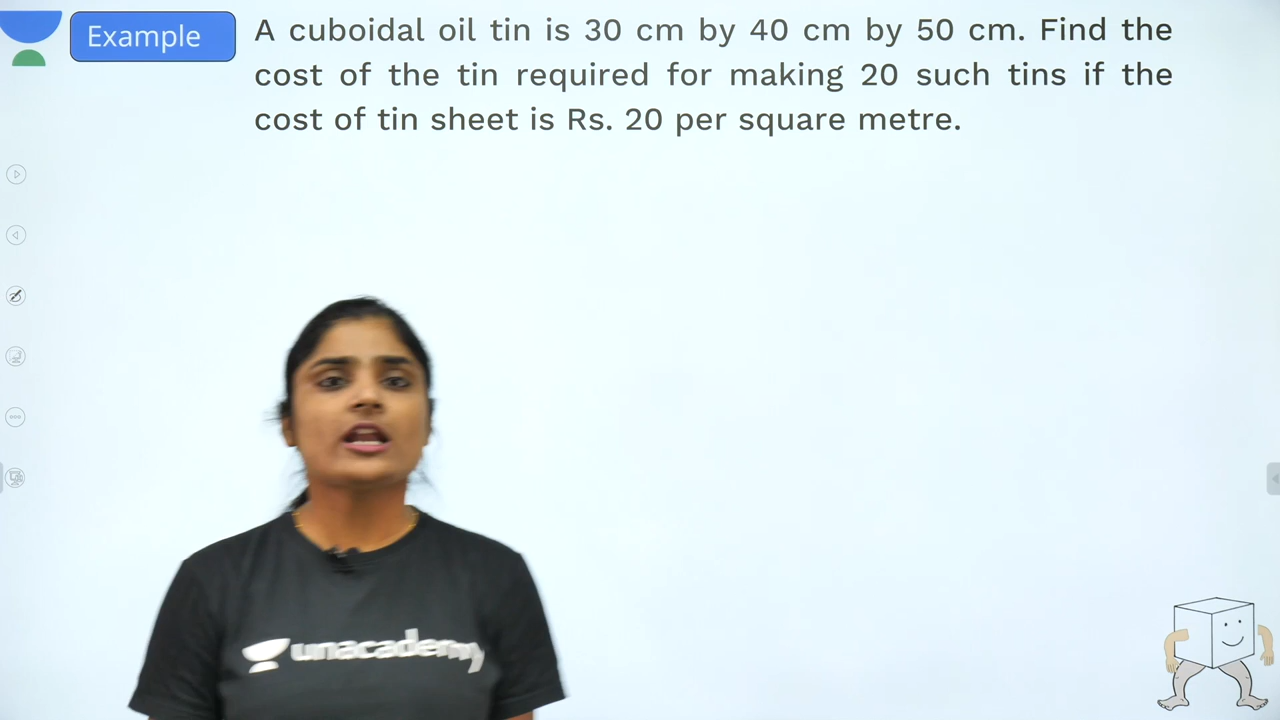 Example
A cuboidal oil tin is 30 cm by 40 cm by 50 cm. Find the
cost of the tin required for making 20 such tins if the
cost of tin sheet is Rs. 20 per square metre.
unacademy